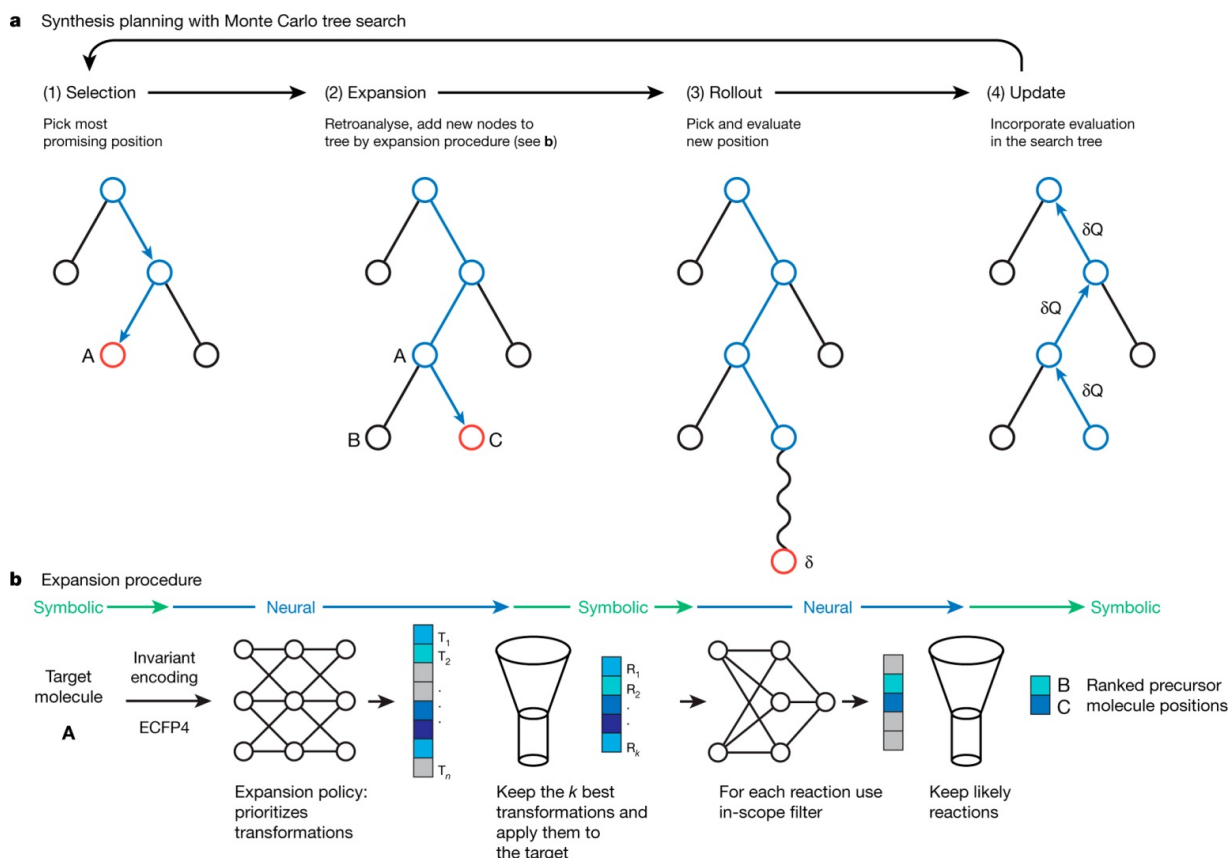 a Synthesis planning with Monte Carlo tree search
(1) Selection
(2) Expansion
(3) Rollout
(4) Update
Pick most
promising position
Retroanalyse, add new nodes to
tree by expansion procedure (see b)
Pick and evaluate
new position
Incorporate evaluation
in the search tree
A
A
B
C
δ
δQ
δQ
δQ
b Expansion procedure
Symbolic
Neural
Symbolic
Neural
Symbolic
Target
molecule
A
Invariant
encoding
ECFP4
T1
T2
.
.
.
Tn
Expansion policy:
prioritizes
transformations
R1
R2
.
.
Rk
Keep the k best
transformations and
apply them to
the target
For each reaction use
in-scope filter
Keep likely
reactions
B Ranked precursor
C molecule positions